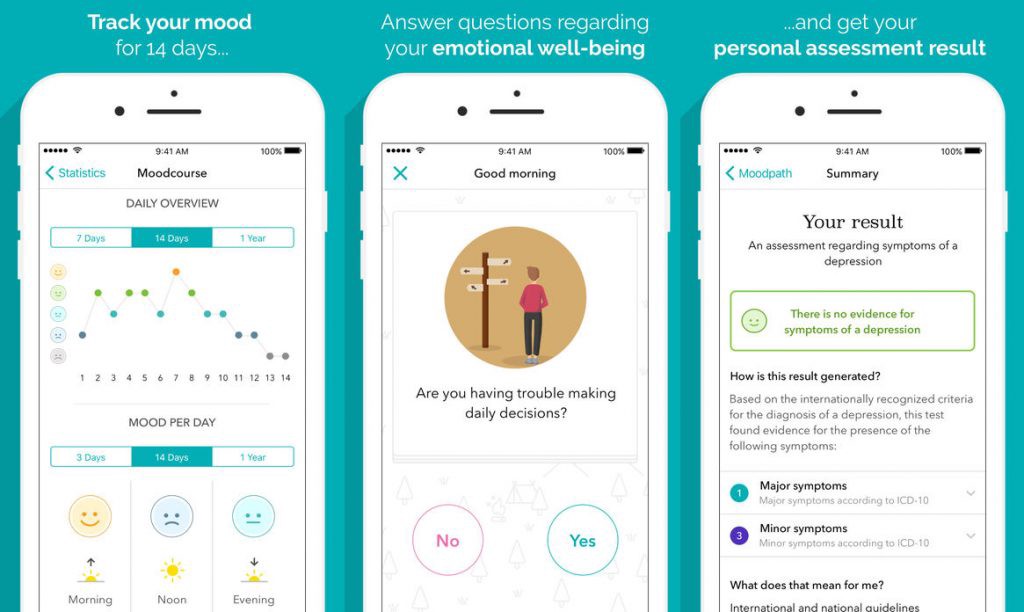 Track your mood
for 14 days...
9:41 AM
100%
Statistics
Moodcourse
DAILY OVERVIEW
7 Days
14 Days
1 Year
1 2 3 4 5 6 7 8 9 10 11 12 13 14
MOOD PER DAY
3 Days
14 Days
1 Year
Morning
Noon
Evening
Answer questions regarding
your emotional well-being
9:41 AM
100%
Good morning
Are you having trouble making
daily decisions?
No
Yes
...and get your
personal assessment result
9:41 AM
100%
Moodpath
Summary
Your result
An assessment regarding symptoms of a
depression
There is no evidence for
symptoms of a depression
How is this result generated?
Based on the internationally recognized criteria
for the diagnosis of a depression, this test
found evidence for the presence of the
following symptoms:
1
Major symptoms
Major symptoms according to ICD-10
3
Minor symptoms
Minor symptoms according to ICD-10
What does that mean for me?
International and national guidelines